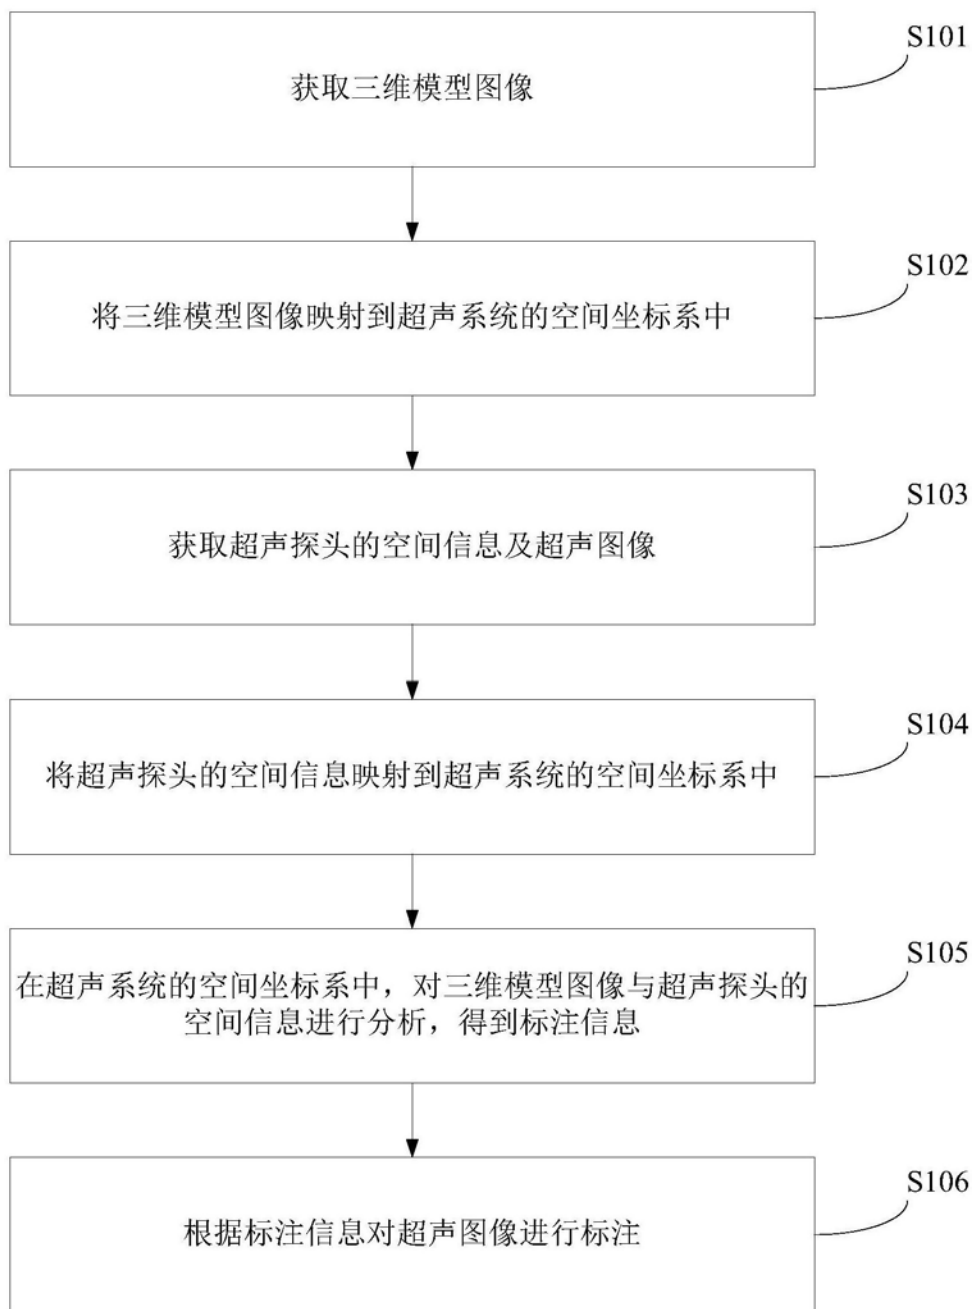 S101
获取三维模型图像
S102
将三维模型图像映射到超声系统的空间坐标系中
S103
获取超声探头的空间信息及超声图像
S104
将超声探头的空间信息映射到超声系统的空间坐标系中
S105
在超声系统的空间坐标系中，对三维模型图像与超声探头的
空间信息进行分析，得到标注信息
S106
根据标注信息对超声图像进行标注